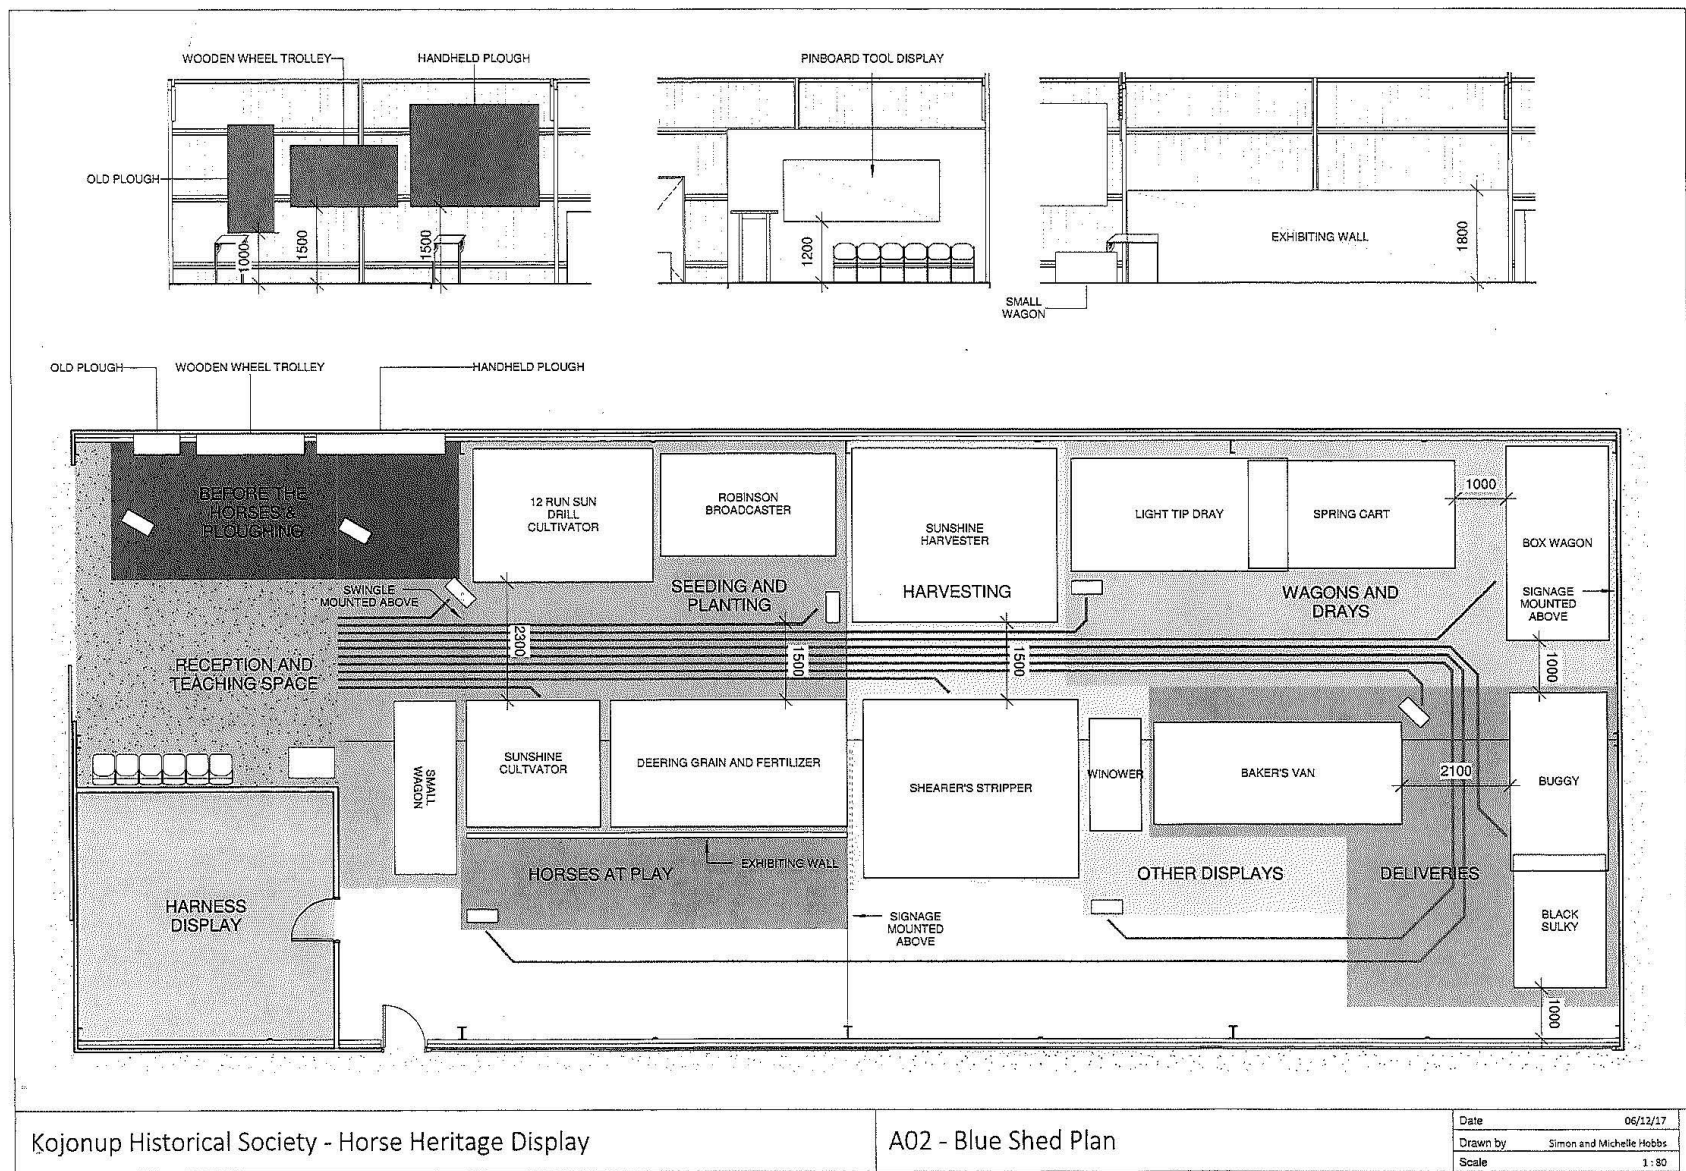 WOODEN WHEEL TROLLEY
HANDHELD PLOUGH
OLD PLOUGH
1000
1500
1500
PINBOARD TOOL DISPLAY
1200
EXHIBITING WALL
1800
SMALL
WAGON
OLD PLOUGH
WOODEN WHEEL TROLLEY
HANDHELD PLOUGH
BEFORE THE
HORSES &
PLOUGHING
12 RUN SUN
DRILL
CULTIVATOR
ROBINSON
BROADCASTER
SUNSHINE
HARVESTER
LIGHT TIP DRAY
SPRING CART
1000
BOX WAGON
SWINGLE
MOUNTED ABOVE
SEEDING AND
PLANTING
HARVESTING
WAGONS AND
DRAYS
SIGNAGE
MOUNTED
ABOVE
2300
1500
1500
1000
RECEPTION AND
TEACHING SPACE
SMALL
WAGON
SUNSHINE
CULTVATOR
DEERING GRAIN AND FERTILIZER
SHEARER'S STRIPPER
WINOWER
BAKER'S VAN
2100
BUGGY
EXHIBITING WALL
HORSES AT PLAY
OTHER DISPLAYS
DELIVERIES
HARNESS
DISPLAY
SIGNAGE
MOUNTED
ABOVE
BLACK
SULKY
1000
Kojonup Historical Society - Horse Heritage Display
A02 - Blue Shed Plan
Date 06/12/17
Drawn by Simon and Michelle Hobbs
Scale 1 : 80